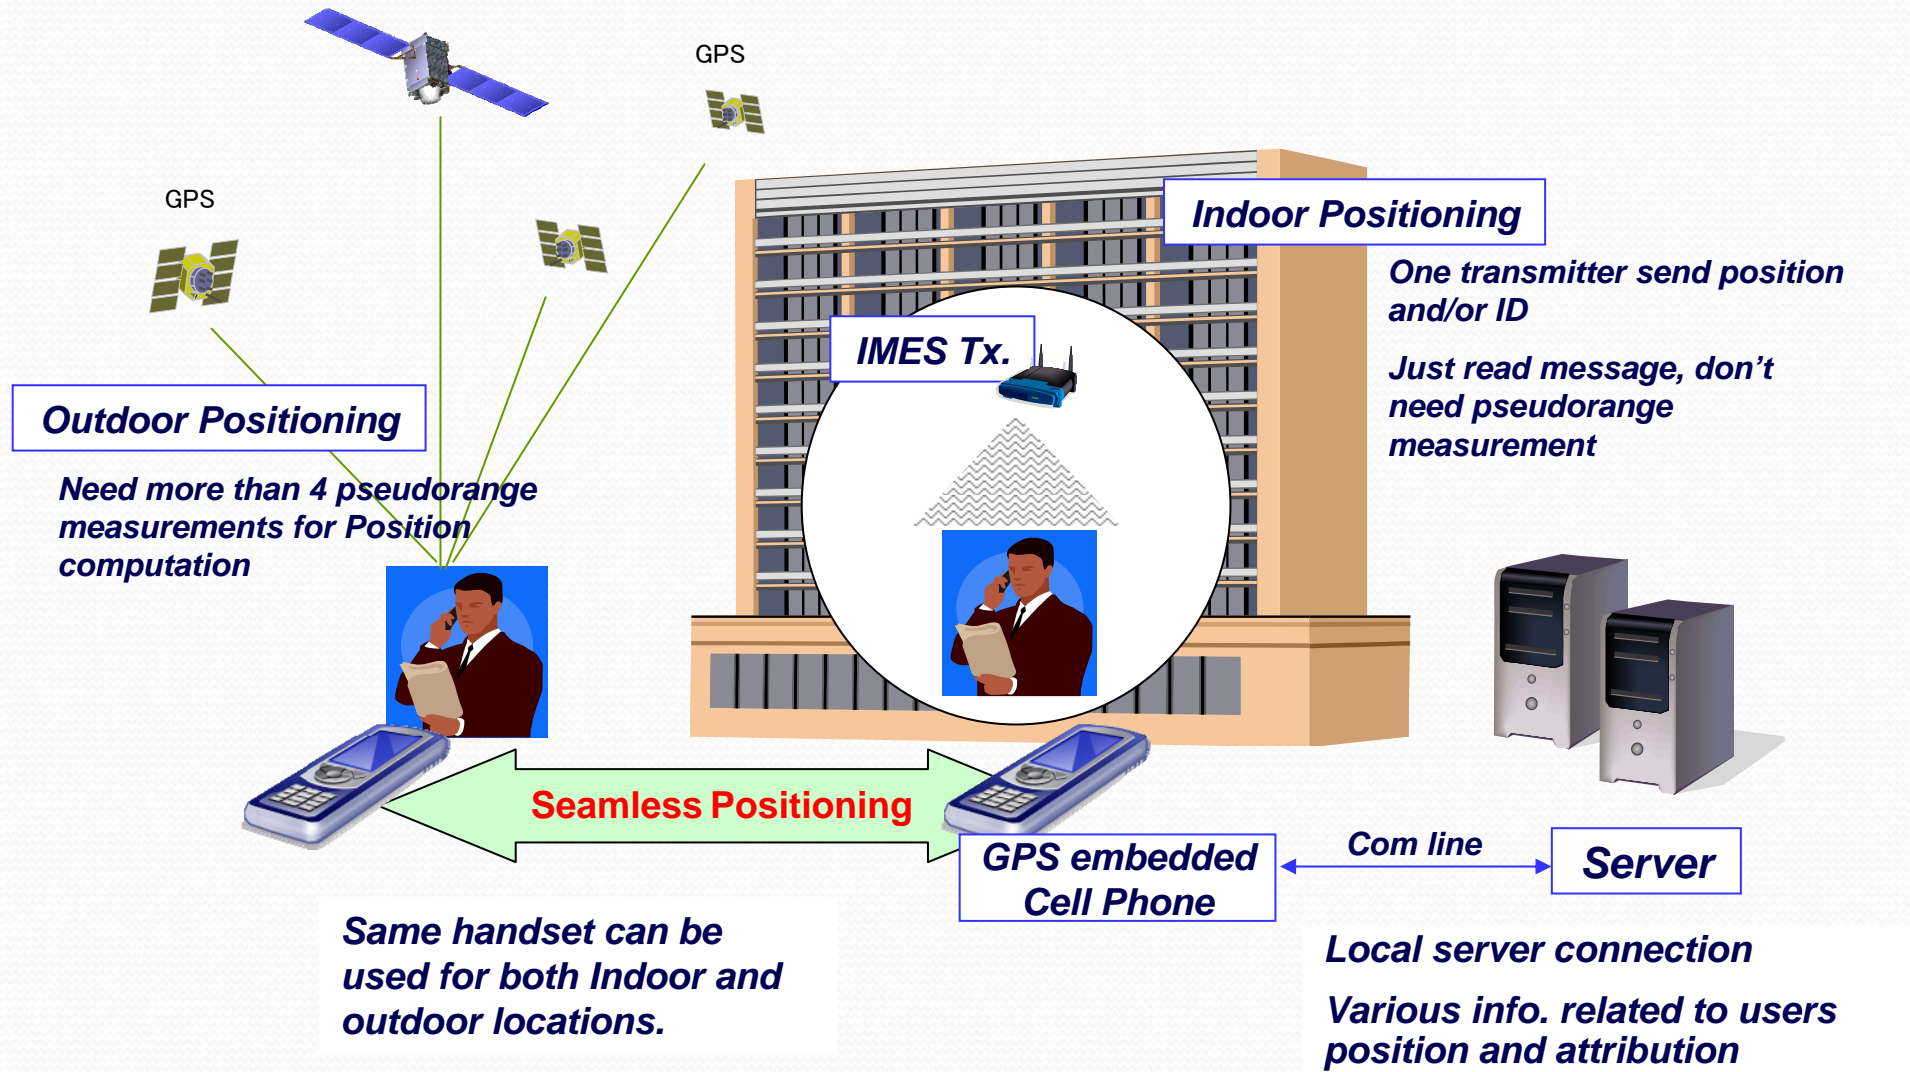 GPS
GPS
Indoor Positioning
One transmitter send position
and/or ID
Just read message, don’t
need pseudorange
measurement
IMES Tx.
Outdoor Positioning
Need more than 4 pseudorange
measurements for Position
computation
Seamless Positioning
GPS embedded
Cell Phone
Com line
Server
Same handset can be
used for both Indoor and
outdoor locations.
Local server connection
Various info. related to users
position and attribution